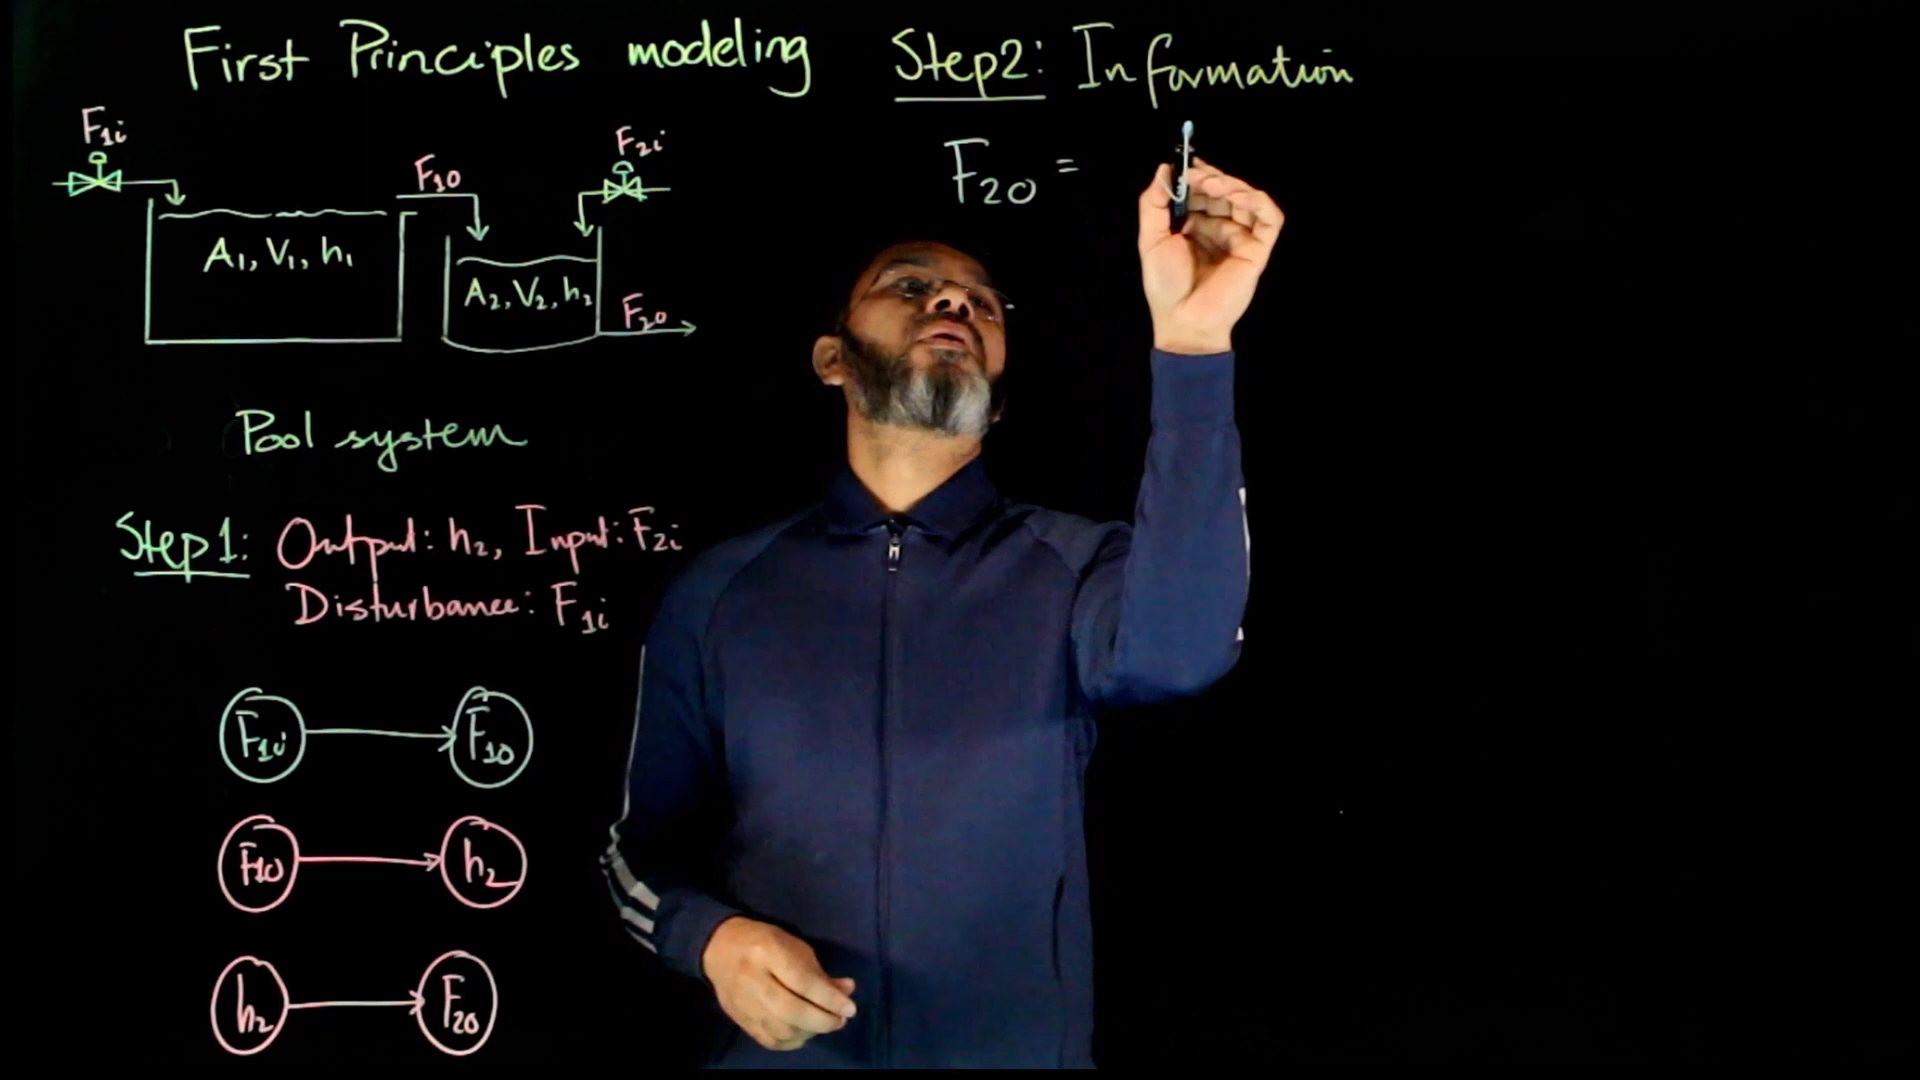 First Principles modeling
F1i
F10
F2i
A1, V1, h1
A2, V2, h2
F20
Pool system
Step1: Output: h2, Input: F2i
Disturbance: F1i
F1i → F10
F10 → h2
h2 → F20
Step2: Information
F20 =